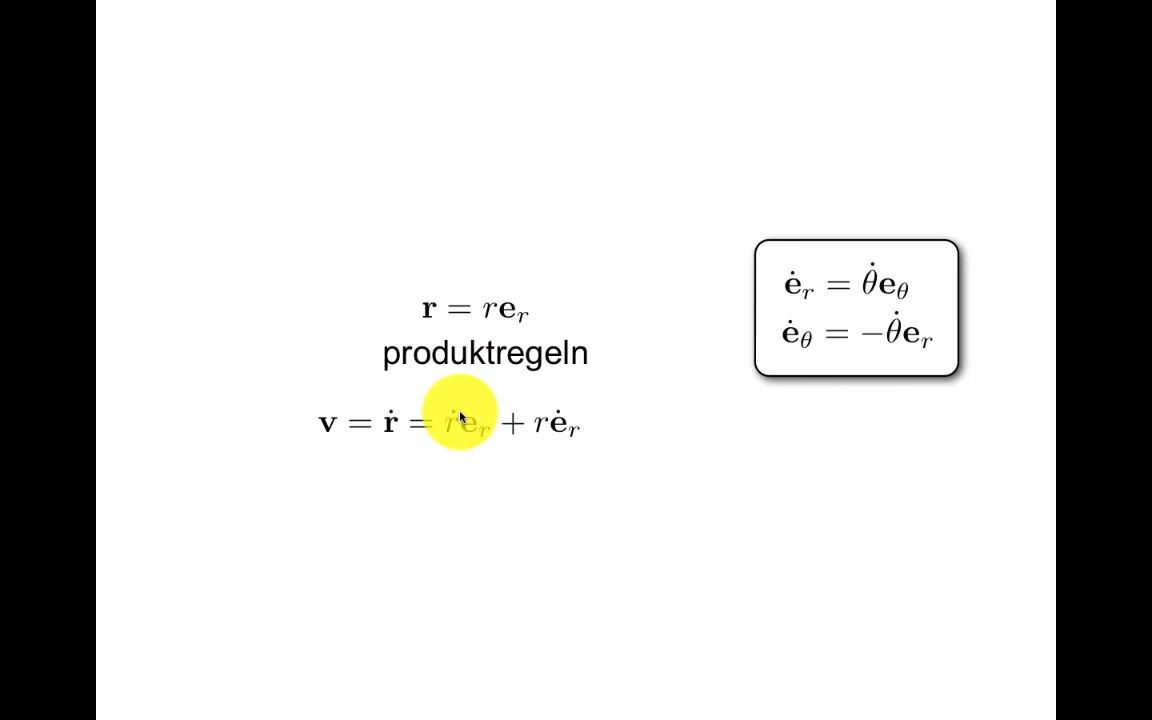 r = re_r
produktregeln
v = ṙ = ṙe_r + rė_r
ė_r = θ̇e_θ
ė_θ = −θ̇e_r